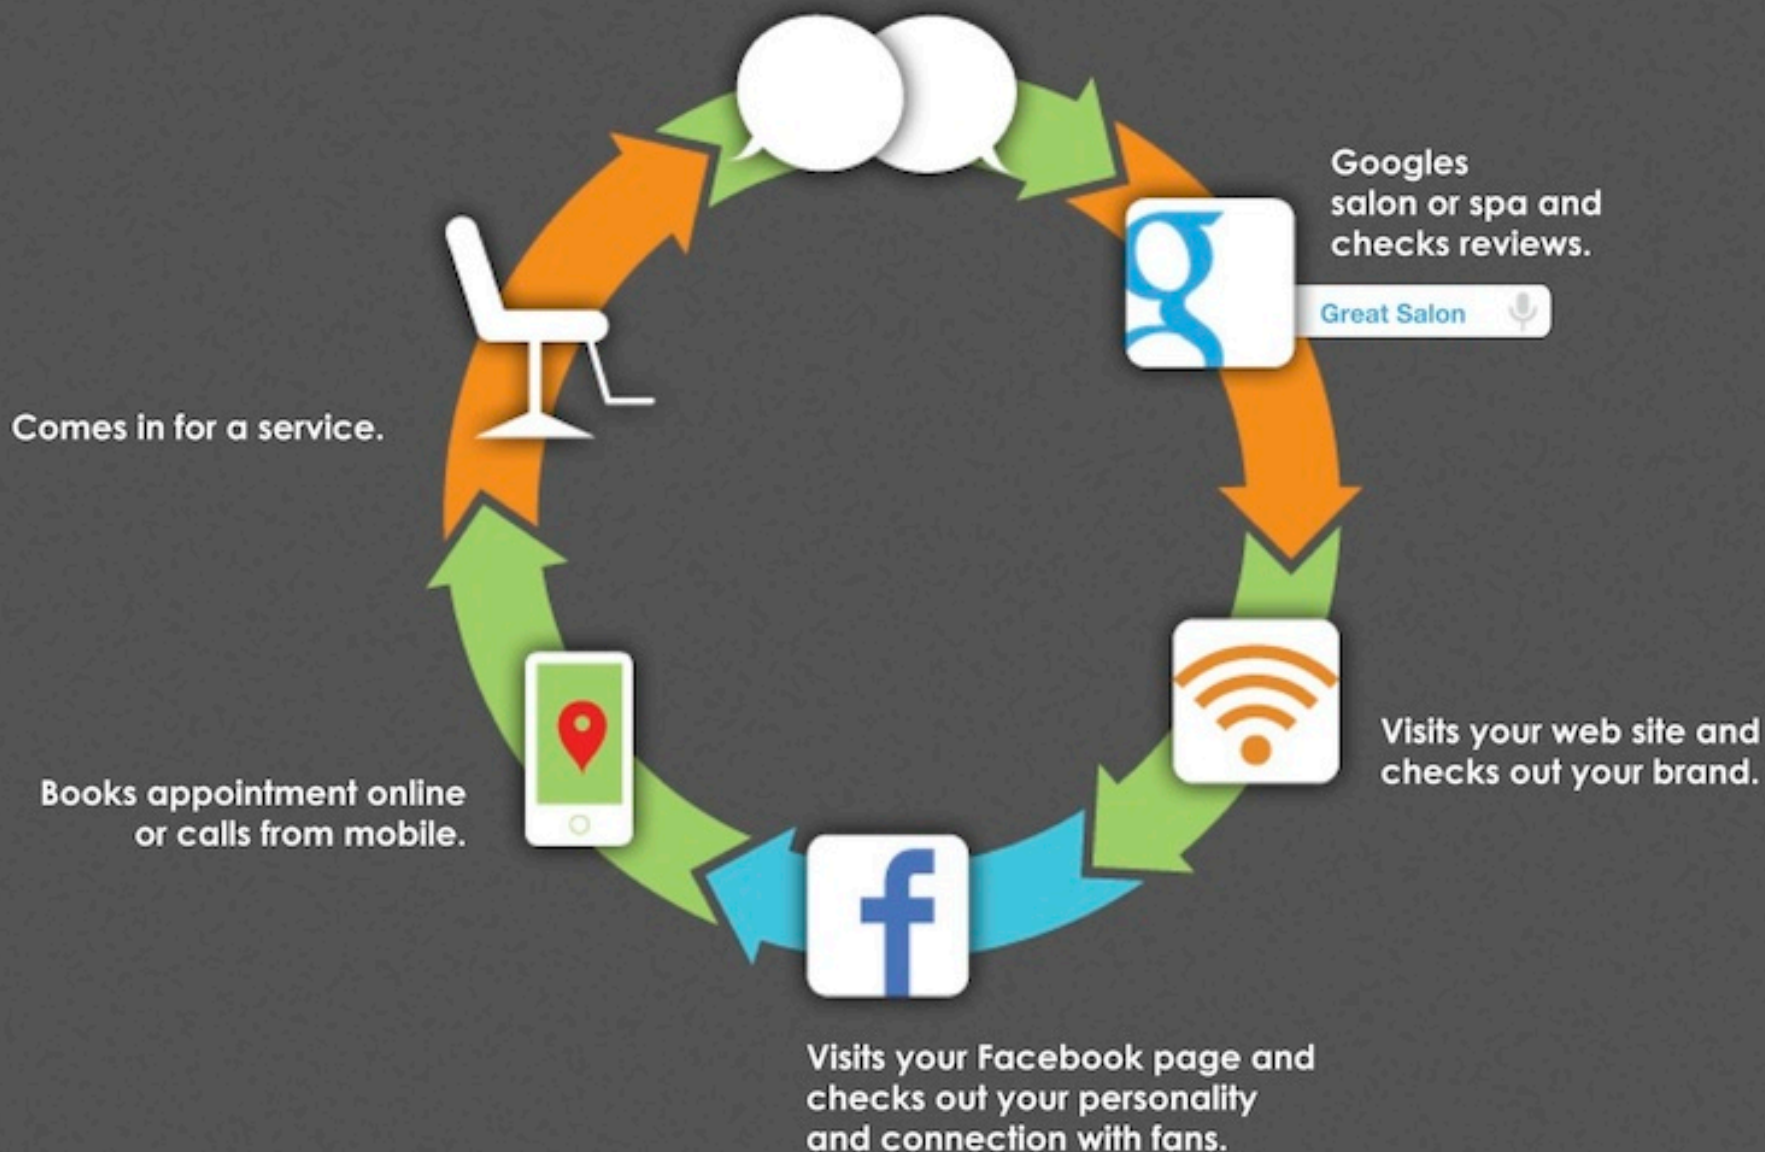 Googles
salon or spa and
checks reviews.
Great Salon
Visits your web site and
checks out your brand.
Visits your Facebook page and
checks out your personality
and connection with fans.
Books appointment online
or calls from mobile.
Comes in for a service.